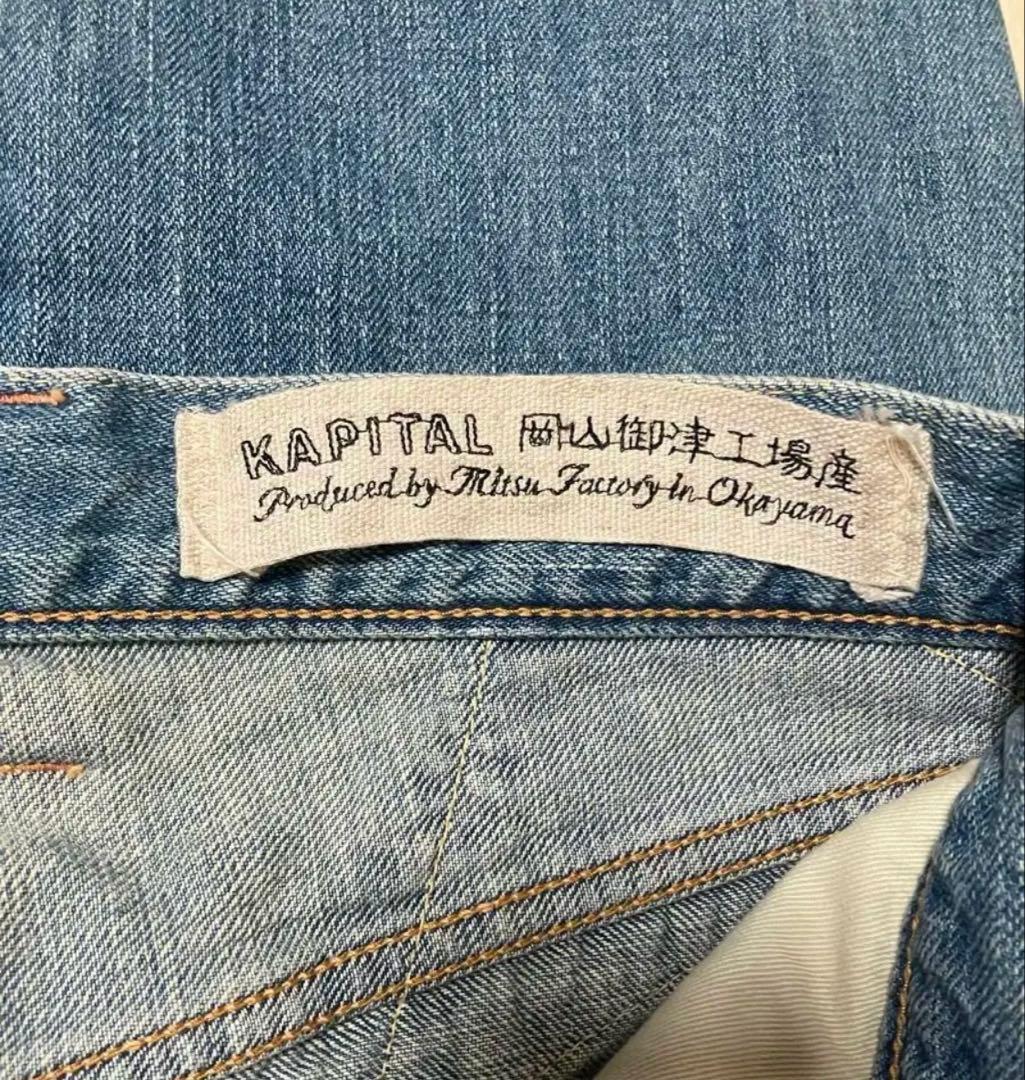 KAPITAL 岡山御津工場産
Produced by Mitsu Factory in Okayama